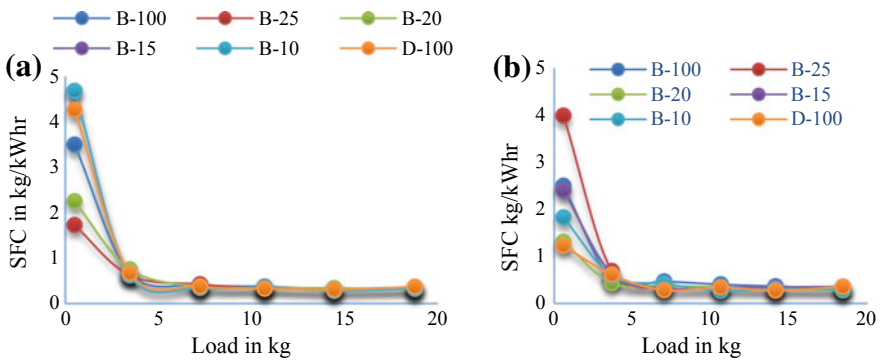 B-100 B-25 B-20
B-15 B-10 D-100
(a)
SFC in kg/kWhr
5
4
3
2
1
0
0 5 10 15 20
Load in kg
(b)
B-100 B-25
B-20 B-15
B-10 D-100
SFC kg/kWhr
5
4
3
2
1
0
0 5 10 15 20
Load in kg